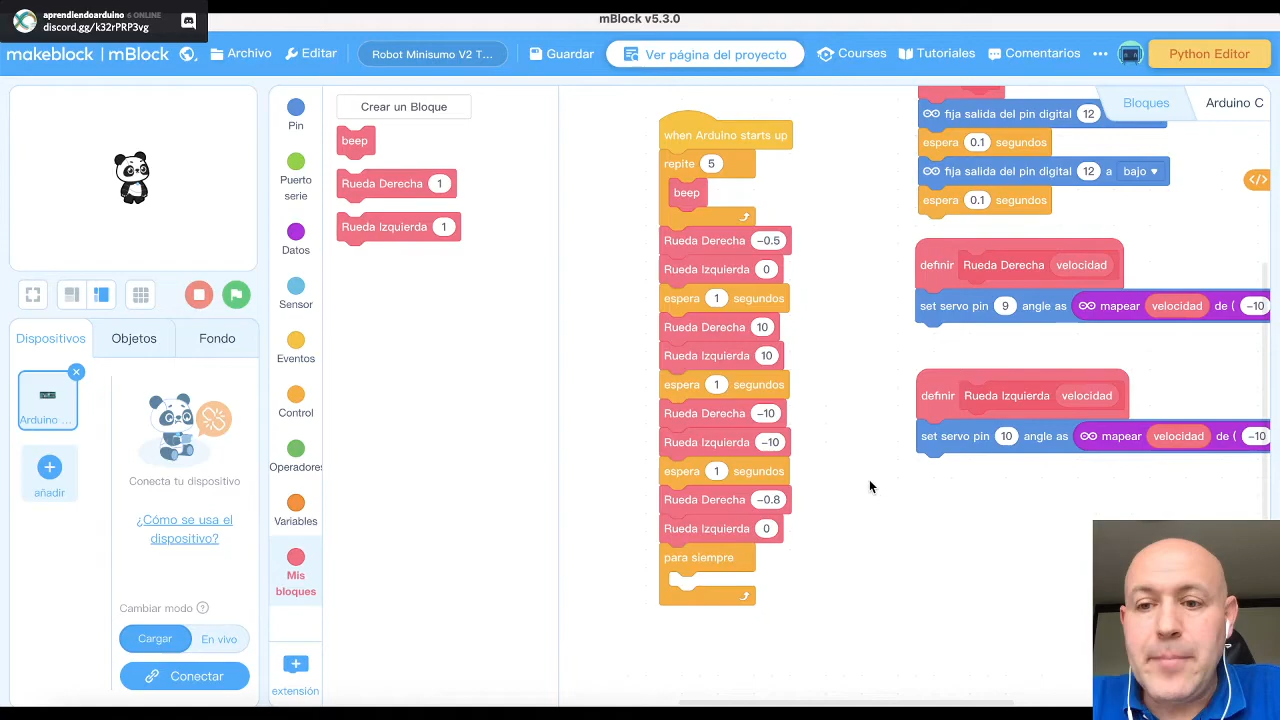 aprendiendoarduino 6 ONLINE
discord.gg/k32rPRP3vg
mBlock v5.3.0
makeblock | mBlock
Archivo
Editar
Robot Minisumo V2 T...
Guardar
Ver página del proyecto
Courses
Tutoriales
Comentarios
Python Editor
Pin
Puerto
serie
Datos
Sensor
Eventos
Control
Operadores
Variables
Mis
bloques
extensión
Crear un Bloque
beep
Rueda Derecha 1
Rueda Izquierda 1
when Arduino starts up
repite 5
beep
Rueda Derecha -0.5
Rueda Izquierda 0
espera 1 segundos
Rueda Derecha 10
Rueda Izquierda 10
espera 1 segundos
Rueda Derecha -10
Rueda Izquierda -10
espera 1 segundos
Rueda Derecha -0.8
Rueda Izquierda 0
para siempre
Bloques
Arduino C
fija salida del pin digital 12
espera 0.1 segundos
fija salida del pin digital 12 a bajo
espera 0.1 segundos
definir Rueda Derecha velocidad
set servo pin 9 angle as mapear velocidad de ( -10
definir Rueda Izquierda velocidad
set servo pin 10 angle as mapear velocidad de ( -10
Dispositivos
Objetos
Fondo
Arduino ...
añadir
Conecta tu dispositivo
¿Cómo se usa el
dispositivo?
Cambiar modo ?
Cargar
En vivo
Conectar